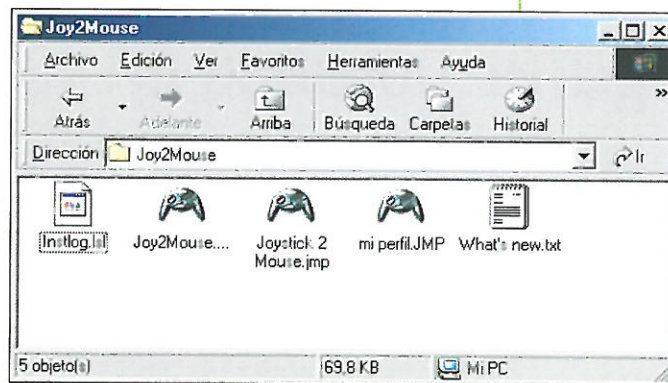 Joy2Mouse
Archivo Edición Ver Favoritos Herramientas Ayuda
Atrás Adelante Arriba Búsqueda Carpetas Historial »
Dirección Joy2Mouse Ir
Instlog.lsl Joy2Mouse.... Joystick 2 Mouse.jmp mi perfil.JMP What's new.txt
5 objeto(s) 69,8 KB Mi PC